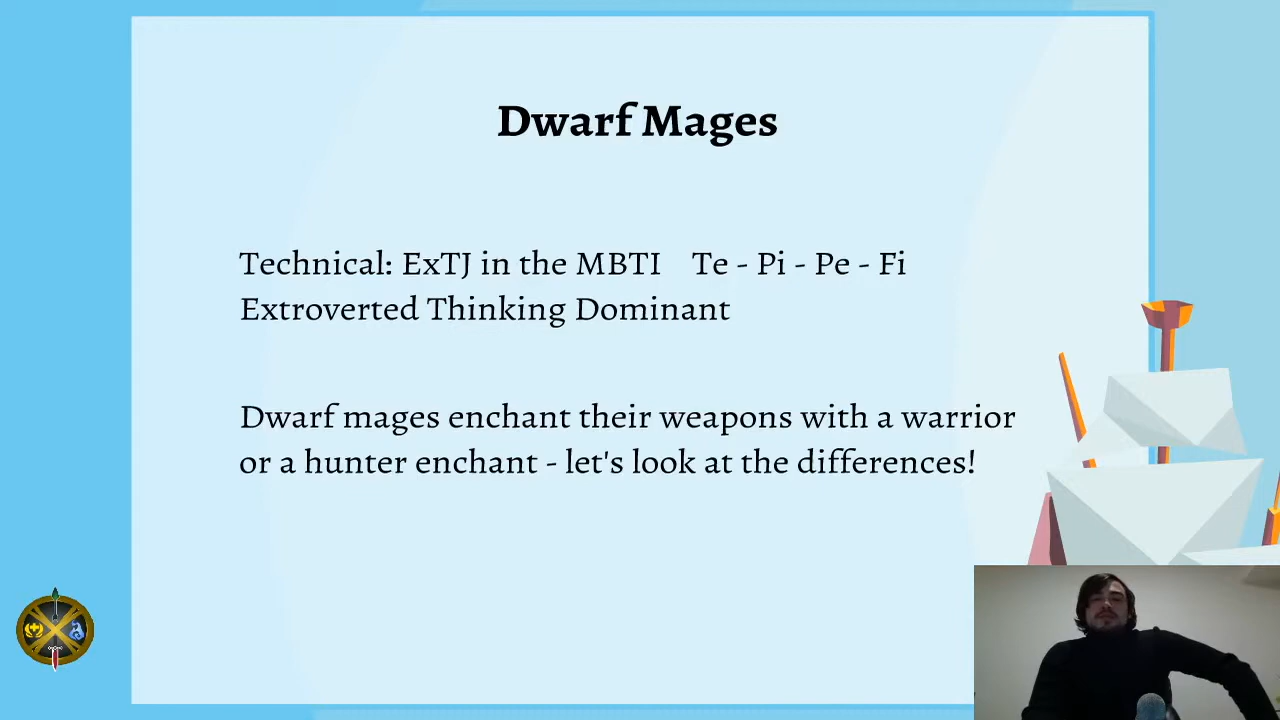 Dwarf Mages
Technical: ExTJ in the MBTI Te - Pi - Pe - Fi
Extroverted Thinking Dominant
Dwarf mages enchant their weapons with a warrior
or a hunter enchant - let's look at the differences!